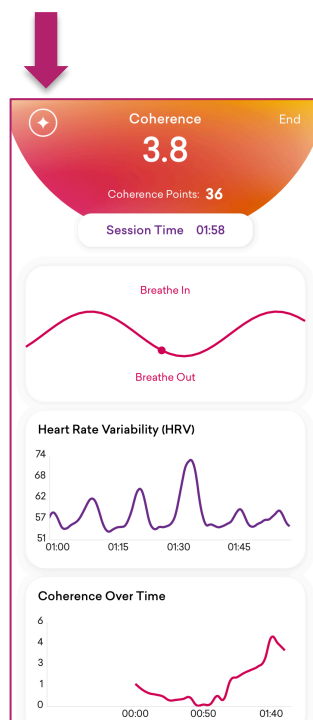 Coherence End
3.8
Coherence Points: 36
Session Time 01:58
Breathe In
Breathe Out
Heart Rate Variability (HRV)
74
68
62
57
51
01:00 01:15 01:30 01:45
Coherence Over Time
6
4
3
1
0
00:00 00:50 01:40